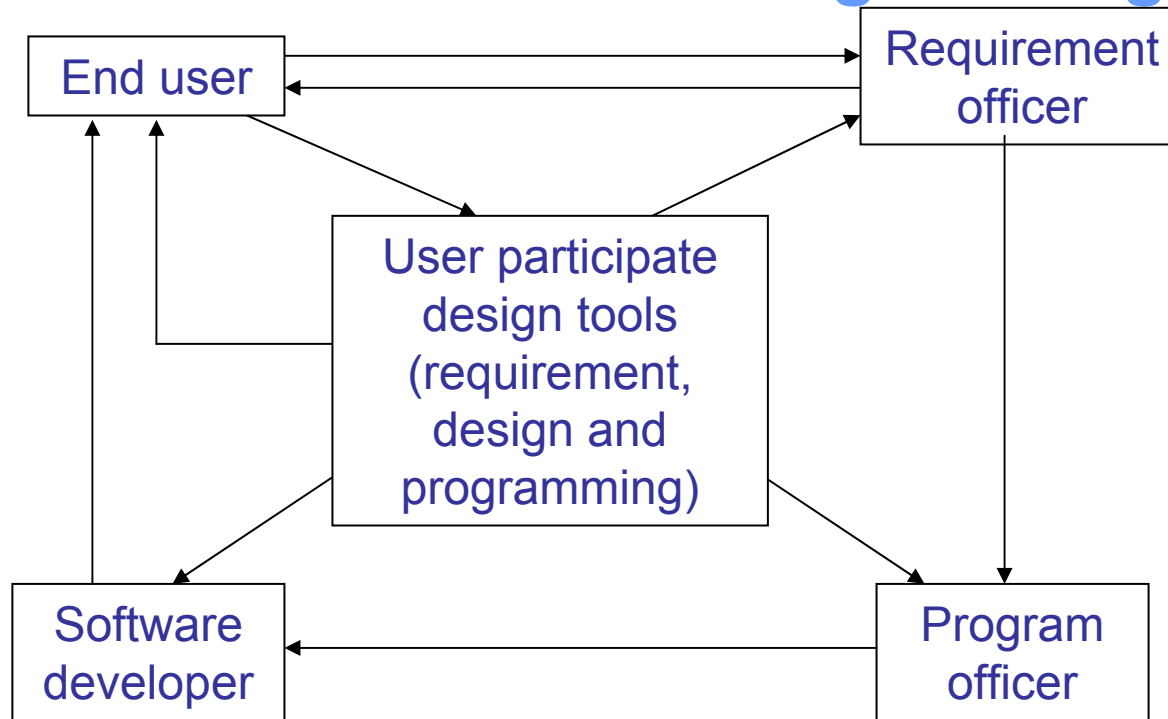 End user
Requirement
officer
User participate
design tools
(requirement,
design and
programming)
Software
developer
Program
officer